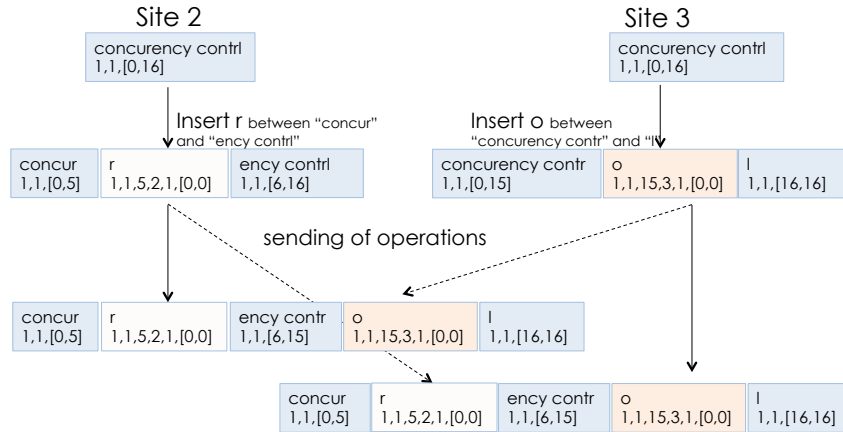 Site 2
Site 3
concurency contrl
1,1,[0,16]
concurency contrl
1,1,[0,16]
Insert r between “concur”
and “ency contrl”
Insert o between
“concurency contr” and “l”
concur
1,1,[0,5]
r
1,1,5,2,1,[0,0]
ency contrl
1,1,[6,16]
concurency contr
1,1,[0,15]
o
1,1,15,3,1,[0,0]
l
1,1,[16,16]
sending of operations
concur
1,1,[0,5]
r
1,1,5,2,1,[0,0]
ency contr
1,1,[6,15]
o
1,1,15,3,1,[0,0]
l
1,1,[16,16]
concur
1,1,[0,5]
r
1,1,5,2,1,[0,0]
ency contr
1,1,[6,15]
o
1,1,15,3,1,[0,0]
l
1,1,[16,16]